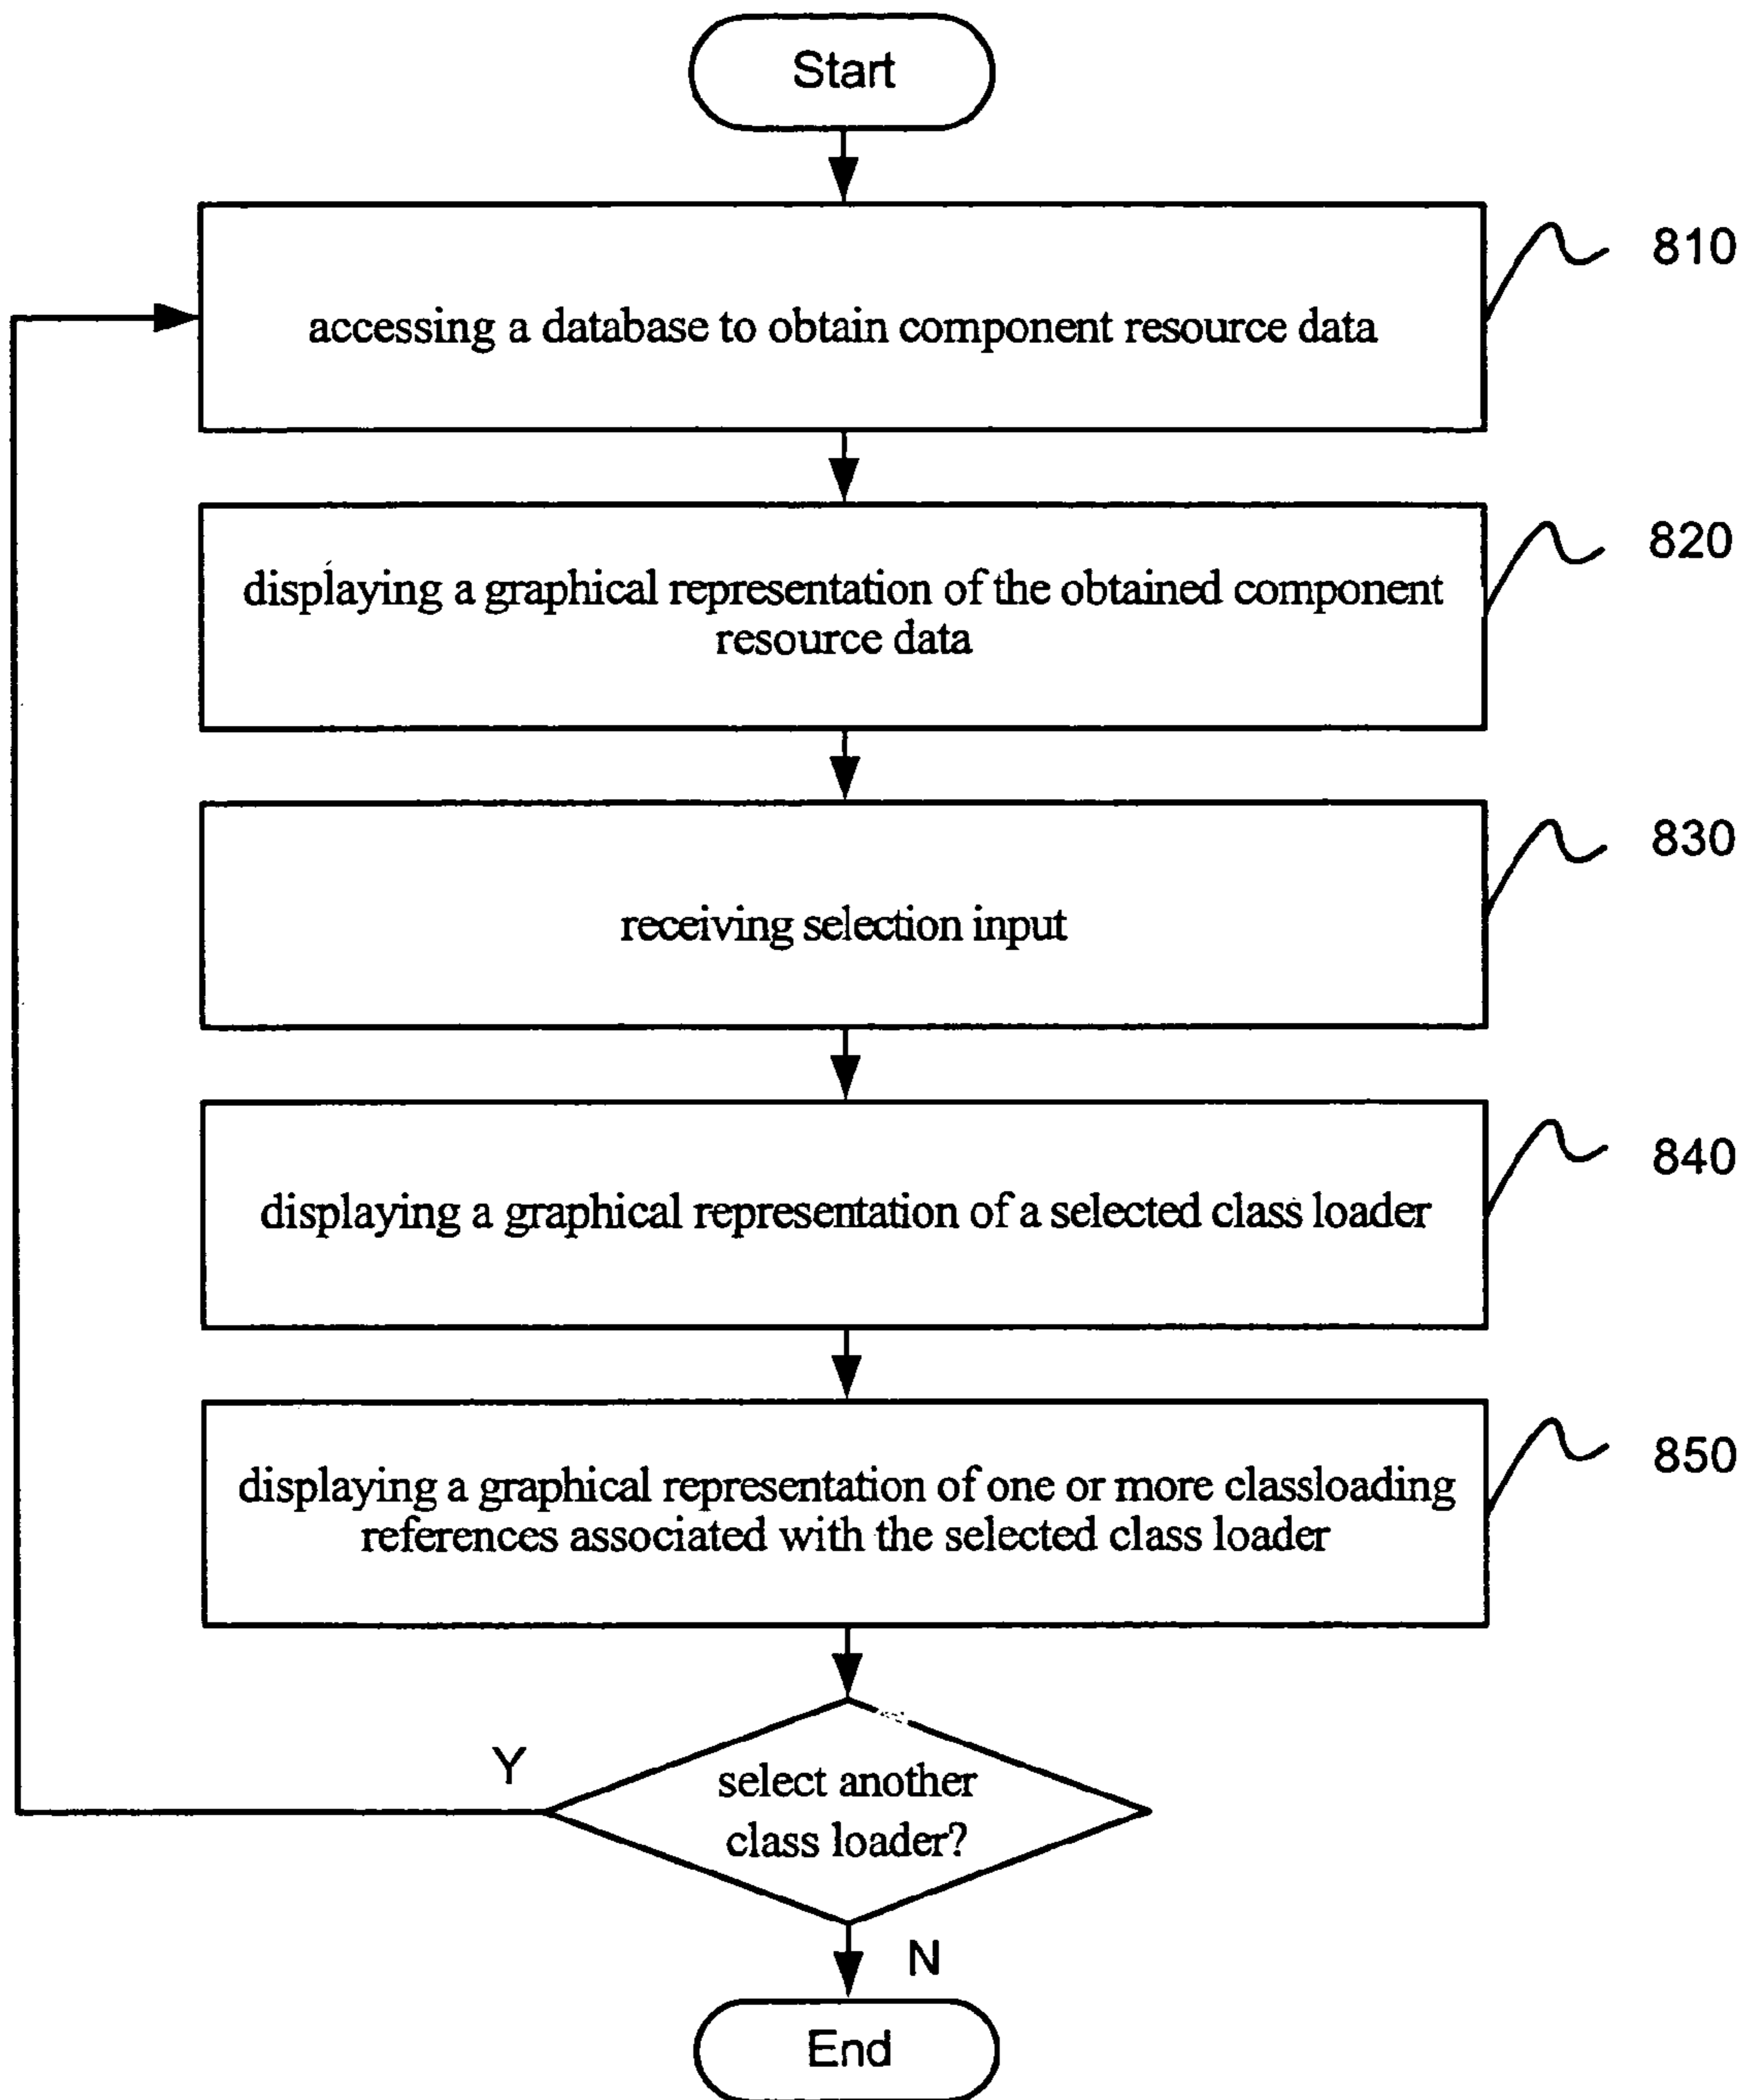 Start
accessing a database to obtain component resource data
810
displaying a graphical representation of the obtained component
resource data
820
receiving selection input
830
displaying a graphical representation of a selected class loader
840
displaying a graphical representation of one or more classloading
references associated with the selected class loader
850
select another
class loader?
Y
N
End